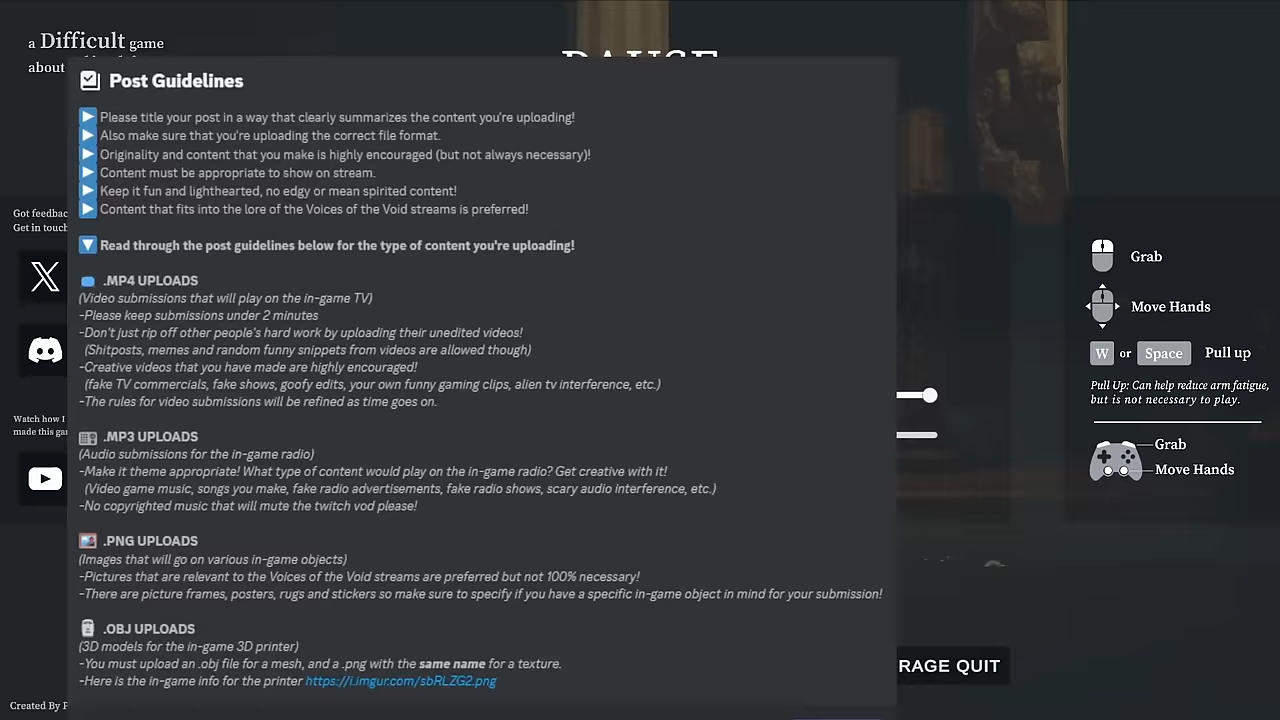 a Difficult game
about
PAUSE
Post Guidelines
Please title your post in a way that clearly summarizes the content you're uploading!
Also make sure that you're uploading the correct file format.
Originality and content that you make is highly encouraged (but not always necessary)!
Content must be appropriate to show on stream.
Keep it fun and lighthearted, no edgy or mean spirited content!
Content that fits into the lore of the Voices of the Void streams is preferred!
Read through the post guidelines below for the type of content you're uploading!
.MP4 UPLOADS
(Video submissions that will play on the in-game TV)
-Please keep submissions under 2 minutes
-Don't just rip off other people's hard work by uploading their unedited videos!
(Shitposts, memes and random funny snippets from videos are allowed though)
-Creative videos that you have made are highly encouraged!
(fake TV commercials, fake shows, goofy edits, your own funny gaming clips, alien tv interference, etc.)
-The rules for video submissions will be refined as time goes on.
.MP3 UPLOADS
(Audio submissions for the in-game radio)
-Make it theme appropriate! What type of content would play on the in-game radio? Get creative with it!
(Video game music, songs you make, fake radio advertisements, fake radio shows, scary audio interference, etc.)
-No copyrighted music that will mute the twitch vod please!
.PNG UPLOADS
(Images that will go on various in-game objects)
-Pictures that are relevant to the Voices of the Void streams are preferred but not 100% necessary!
-There are picture frames, posters, rugs and stickers so make sure to specify if you have a specific in-game object in mind for your submission!
.OBJ UPLOADS
(3D models for the in-game 3D printer)
-You must upload an .obj file for a mesh, and a .png with the same name for a texture.
-Here is the in-game info for the printer https://i.imgur.com/sbRLZG2.png
Got feedbac
Get in touch
Watch how I
made this ga
Created By
Grab
Move Hands
W or Space Pull up
Pull Up: Can help reduce arm fatigue,
but is not necessary to play.
Grab
Move Hands
RAGE QUIT